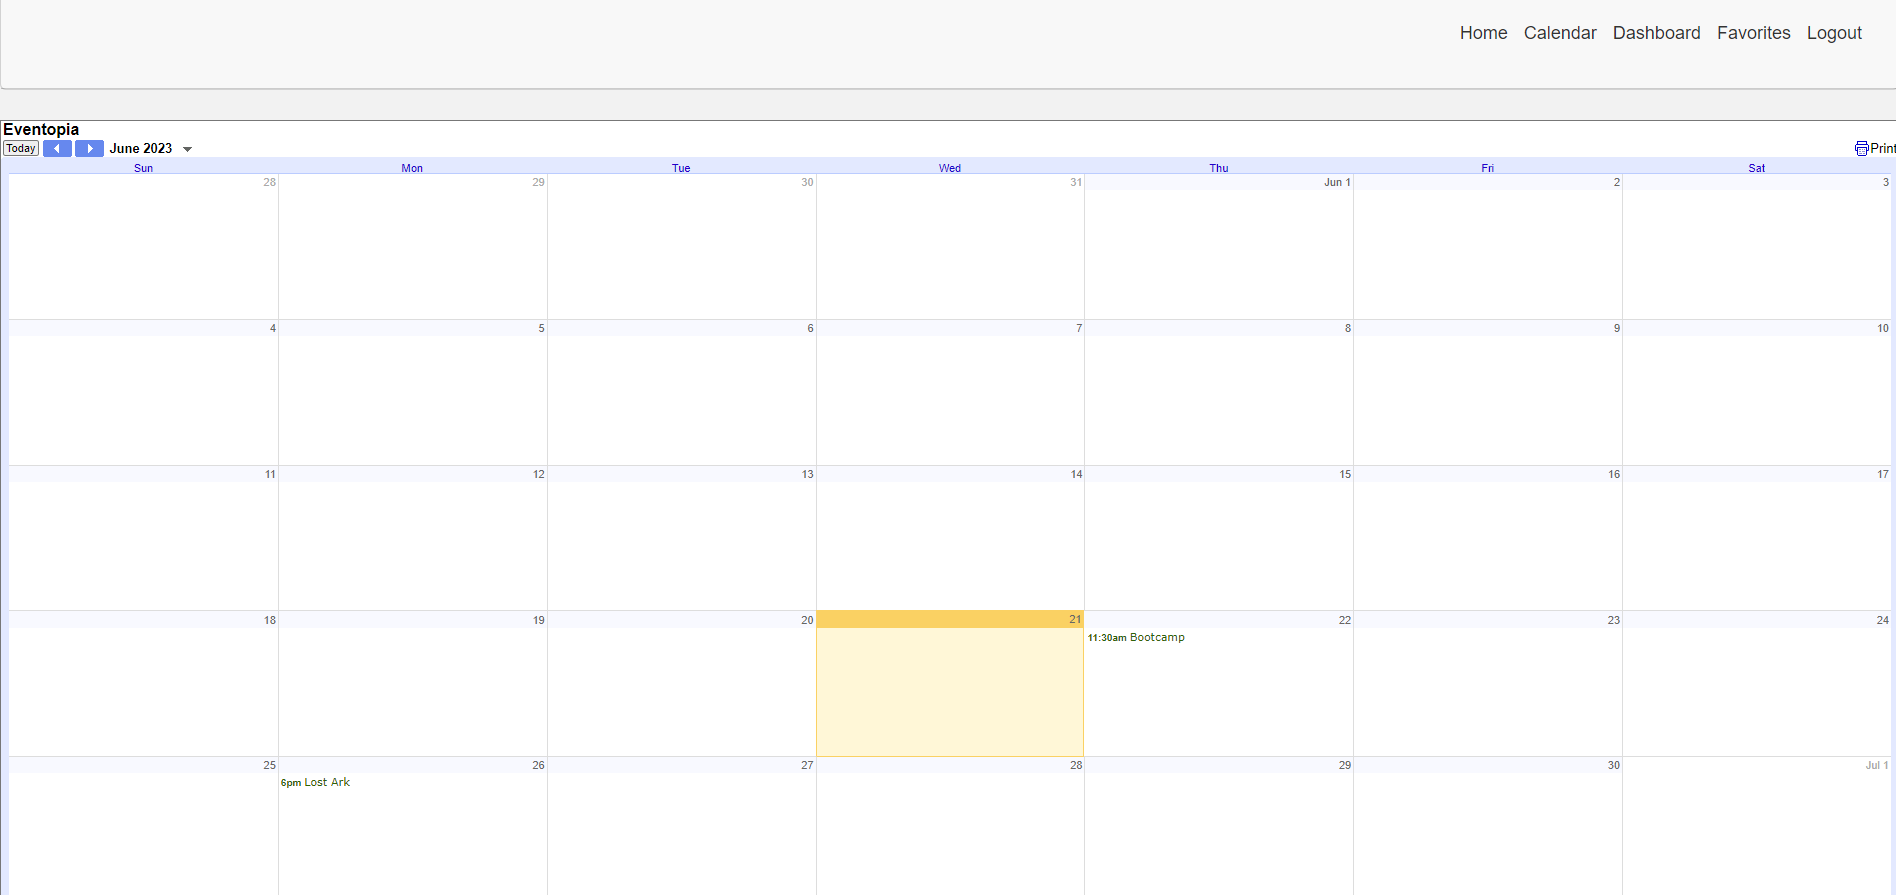 Home Calendar Dashboard Favorites Logout
Eventopia
Today June 2023 Print
Sun Mon Tue Wed Thu Fri Sat
28 29 30 31 Jun 1 2 3
4 5 6 7 8 9 10
11 12 13 14 15 16 17
18 19 20 21 22 23 24
11:30am Bootcamp
25 26 27 28 29 30 Jul 1
6pm Lost Ark